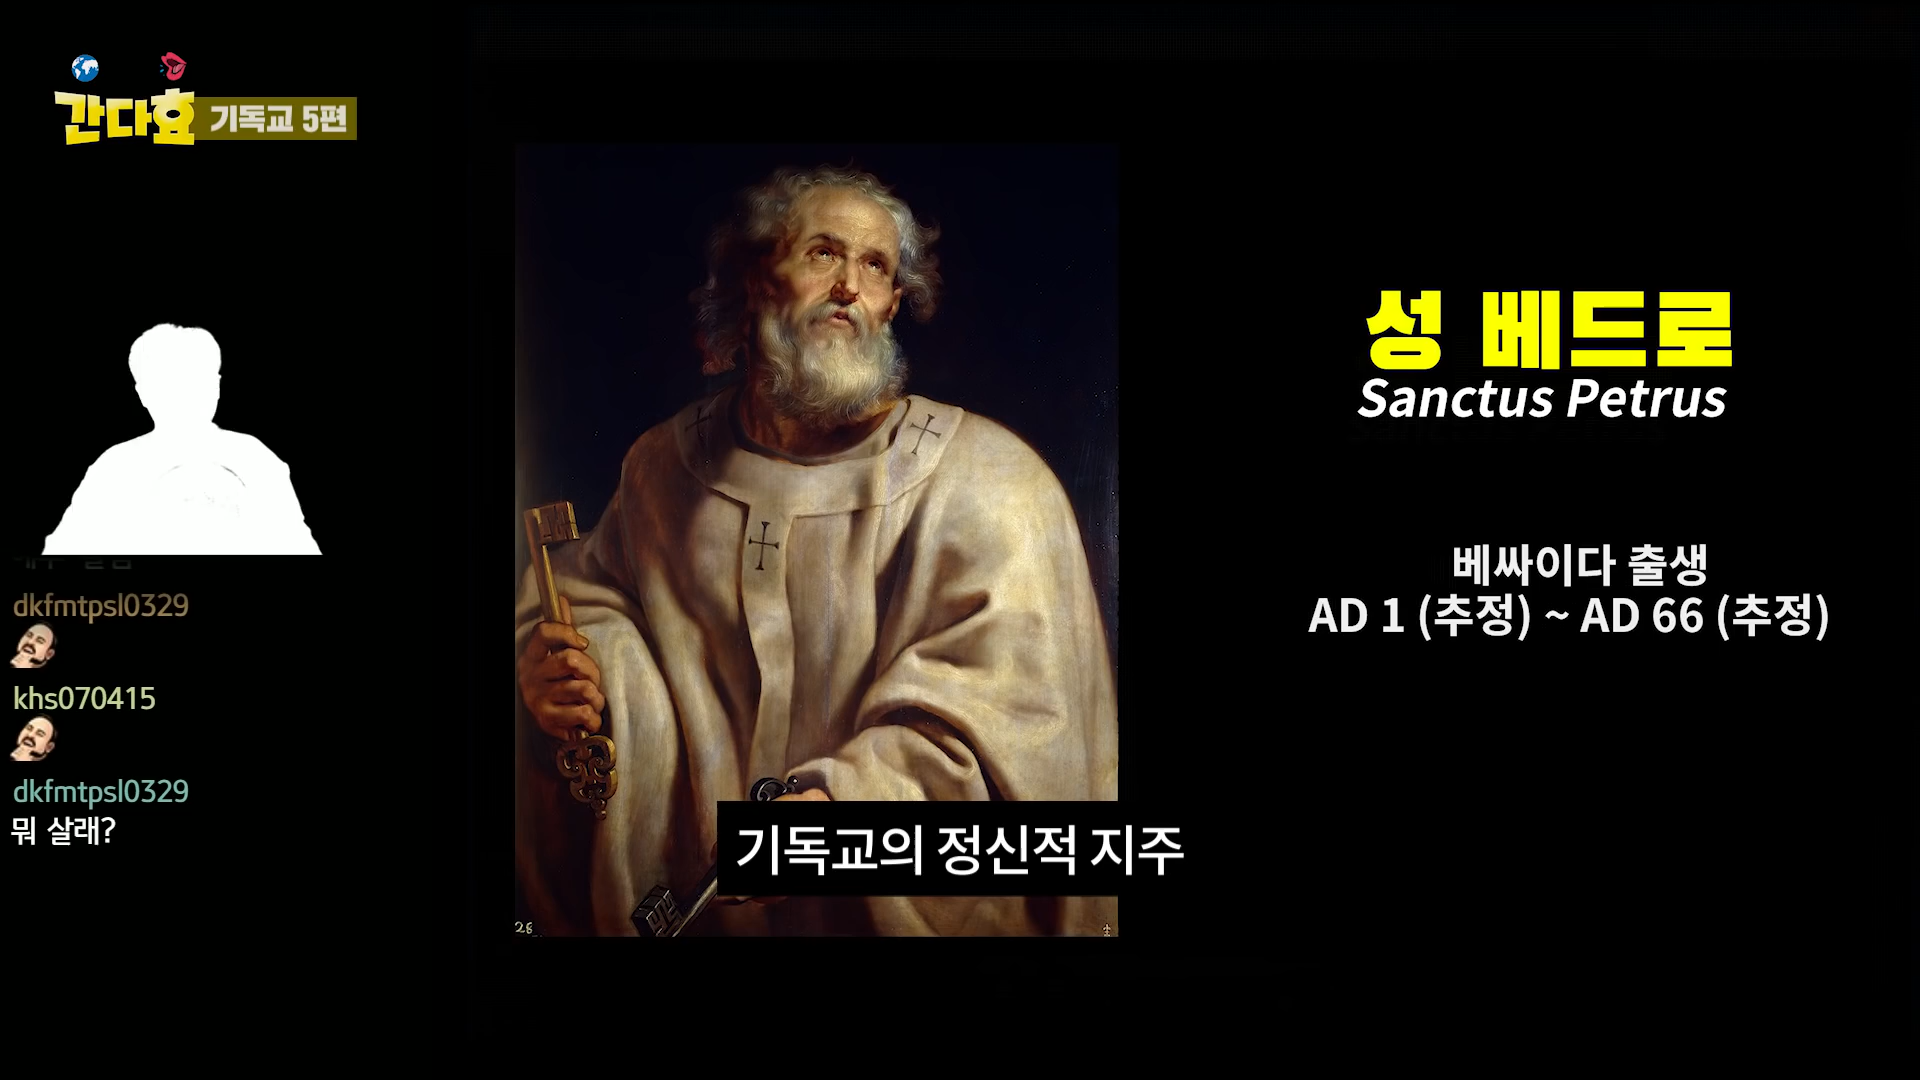 간다효 기독교 5편
성 베드로
Sanctus Petrus
베싸이다 출생
AD 1 (추정) ~ AD 66 (추정)
dkfmtpsl0329
khs070415
dkfmtpsl0329
뭐 살래?
기독교의 정신적 지주
28